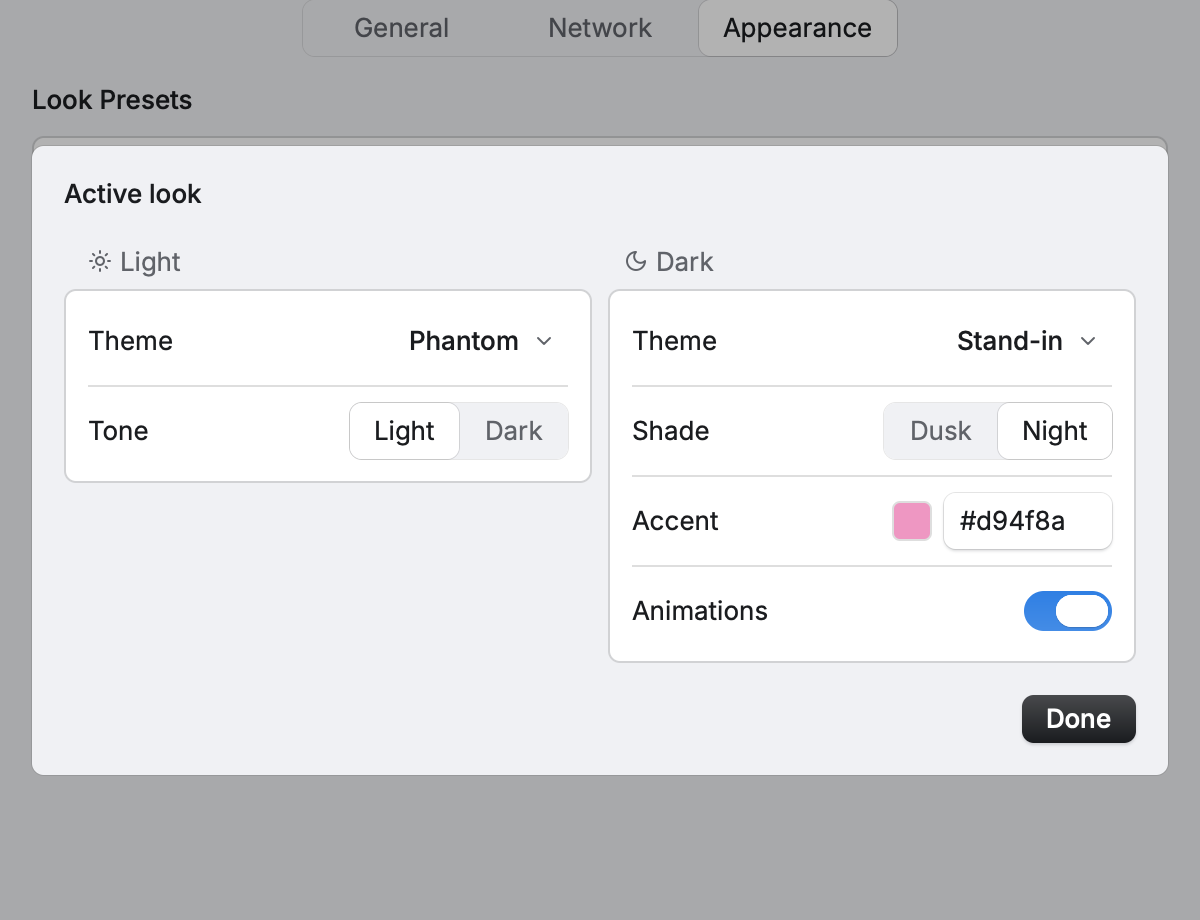 General Network Appearance
Look Presets
Active look
Light
Theme Phantom
Tone Light Dark
Dark
Theme Stand-in
Shade Dusk Night
Accent #d94f8a
Animations
Done